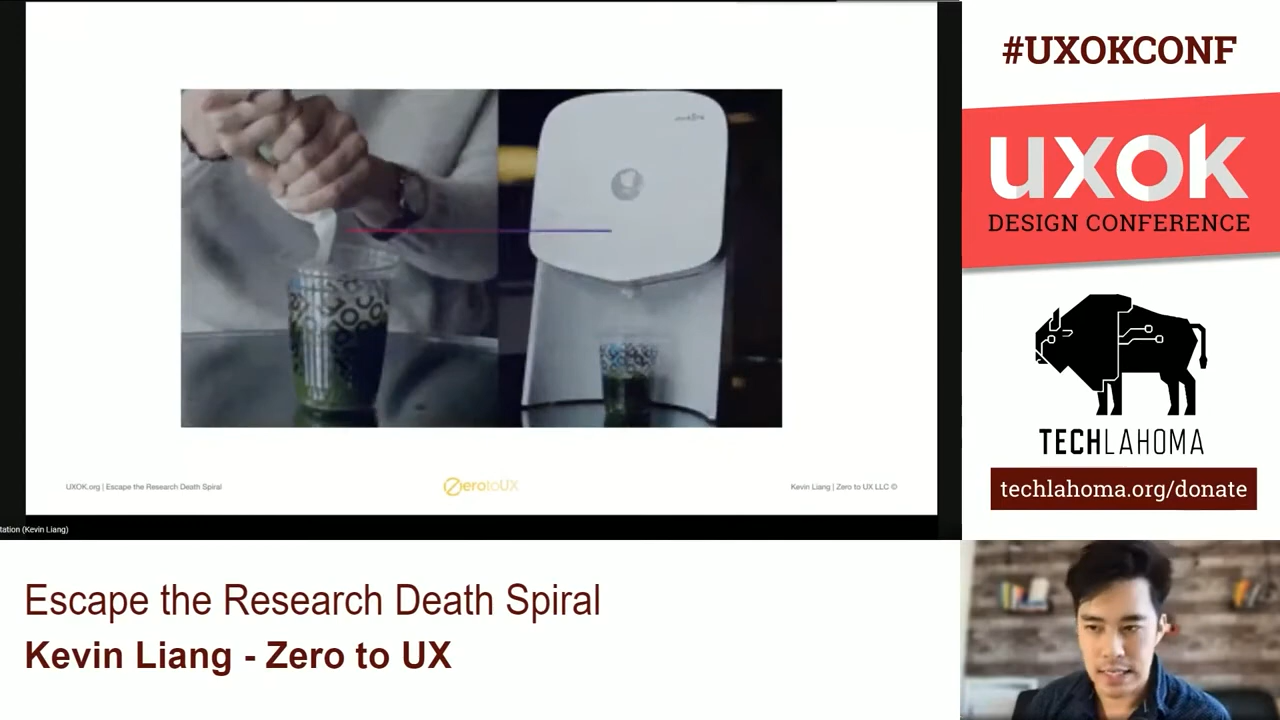 UXOK.org | Escape the Research Death Spiral
ZerotoUX
Kevin Liang | Zero to UX LLC ©
tation (Kevin Liang)
#UXOKCONF
uxok
DESIGN CONFERENCE
TECHLAHOMA
techlahoma.org/donate
Escape the Research Death Spiral
Kevin Liang - Zero to UX